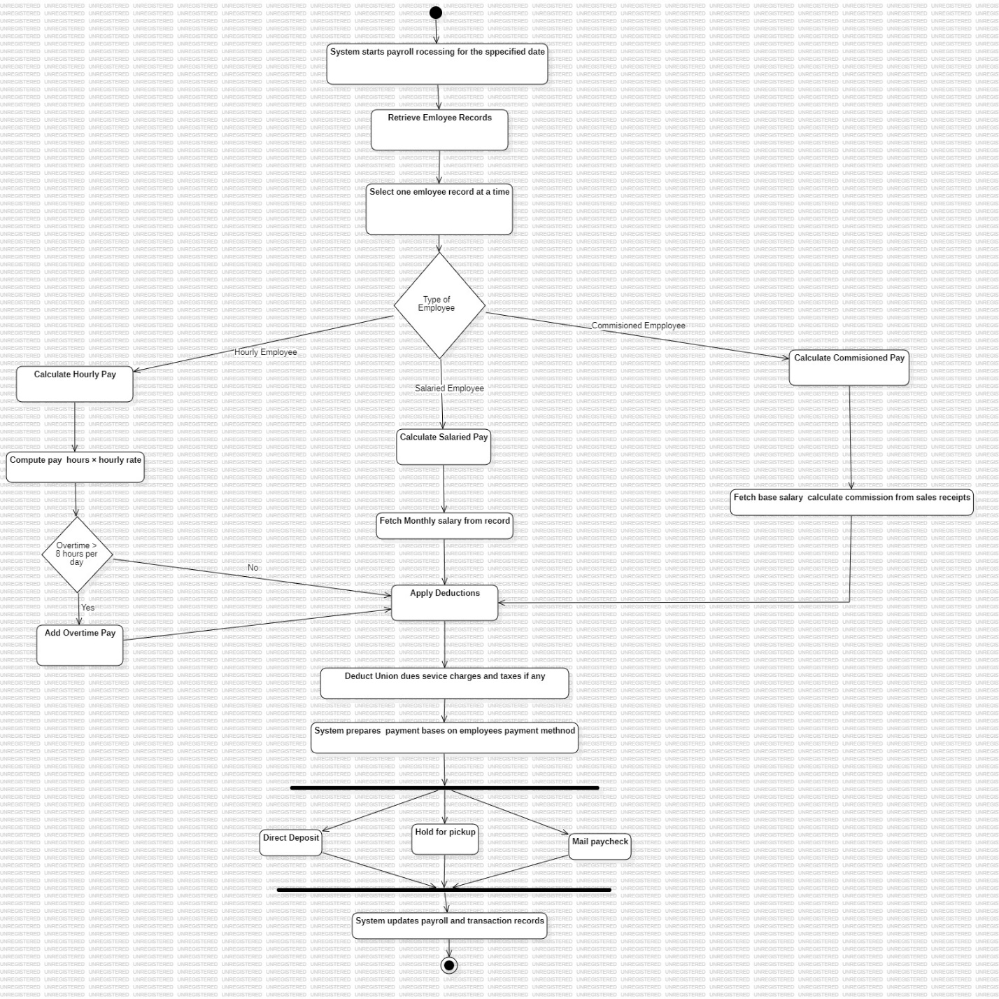 System starts payroll rocessing for the sppecified date
Retrieve Emloyee Records
Select one emloyee record at a time
Type of
Employee
Hourly Employee
Commisioned Empployee
Salaried Employee
Calculate Hourly Pay
Calculate Commisioned Pay
Calculate Salaried Pay
Compute pay  hours × hourly rate
Fetch base salary  calculate commission from sales receipts
Fetch Monthly salary from record
Overtime >
8 hours per
day
No
Yes
Apply Deductions
Add Overtime Pay
Deduct Union dues sevice charges and taxes if any
System prepares  payment bases on employees payment methnod
Direct Deposit
Hold for pickup
Mail paycheck
System updates payroll and transaction records
UNREGISTERED